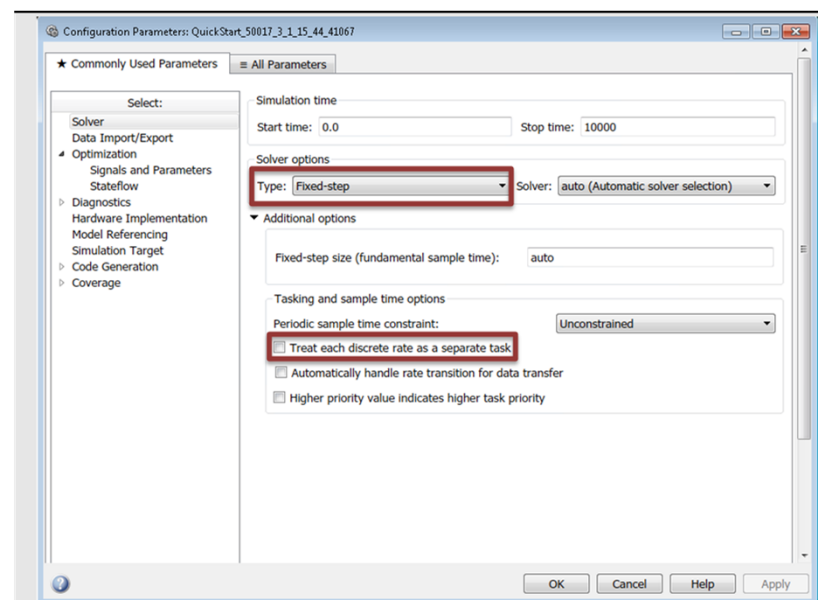 Configuration Parameters: QuickStart_50017_3_1_15_44_41067
★ Commonly Used Parameters
≡ All Parameters
Select:
Solver
Data Import/Export
Optimization
Signals and Parameters
Stateflow
Diagnostics
Hardware Implementation
Model Referencing
Simulation Target
Code Generation
Coverage
Simulation time
Start time: 0.0 Stop time: 10000
Solver options
Type: Fixed-step Solver: auto (Automatic solver selection)
Additional options
Fixed-step size (fundamental sample time): auto
Tasking and sample time options
Periodic sample time constraint: Unconstrained
Treat each discrete rate as a separate task
Automatically handle rate transition for data transfer
Higher priority value indicates higher task priority
OK Cancel Help Apply